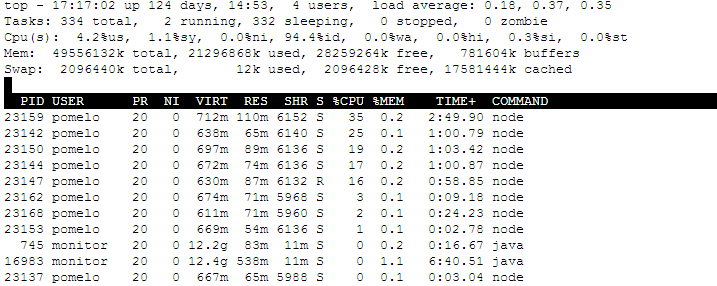 top - 17:17:02 up 124 days, 14:53,  4 users,  load average: 0.18, 0.37, 0.35
Tasks: 334 total,   2 running, 332 sleeping,   0 stopped,   0 zombie
Cpu(s):  4.2%us,  1.1%sy,  0.0%ni, 94.4%id,  0.0%wa,  0.0%hi,  0.3%si,  0.0%st
Mem:  49556132k total, 21296868k used, 28259264k free,   781604k buffers
Swap:  2096440k total,       12k used,  2096428k free, 17581444k cached
  PID USER      PR  NI  VIRT  RES  SHR S %CPU %MEM    TIME+  COMMAND
23159 pomelo    20   0  712m 110m 6152 S   35  0.2   2:49.90 node
23142 pomelo    20   0  638m  65m 6140 S   25  0.1   1:00.79 node
23150 pomelo    20   0  697m  89m 6136 S   19  0.2   1:03.42 node
23144 pomelo    20   0  672m  74m 6136 S   17  0.2   1:00.87 node
23147 pomelo    20   0  630m  87m 6132 R   16  0.2   0:58.85 node
23162 pomelo    20   0  674m  71m 5968 S    3  0.1   0:09.18 node
23168 pomelo    20   0  611m  71m 5960 S    2  0.1   0:24.23 node
23153 pomelo    20   0  669m  54m 6136 S    1  0.1   0:02.78 node
  745 monitor   20   0 12.2g  83m  11m S    0  0.2   0:16.67 java
16983 monitor   20   0 12.4g 538m  11m S    0  1.1   6:40.51 java
23137 pomelo    20   0  667m  65m 5988 S    0  0.1   0:03.04 node